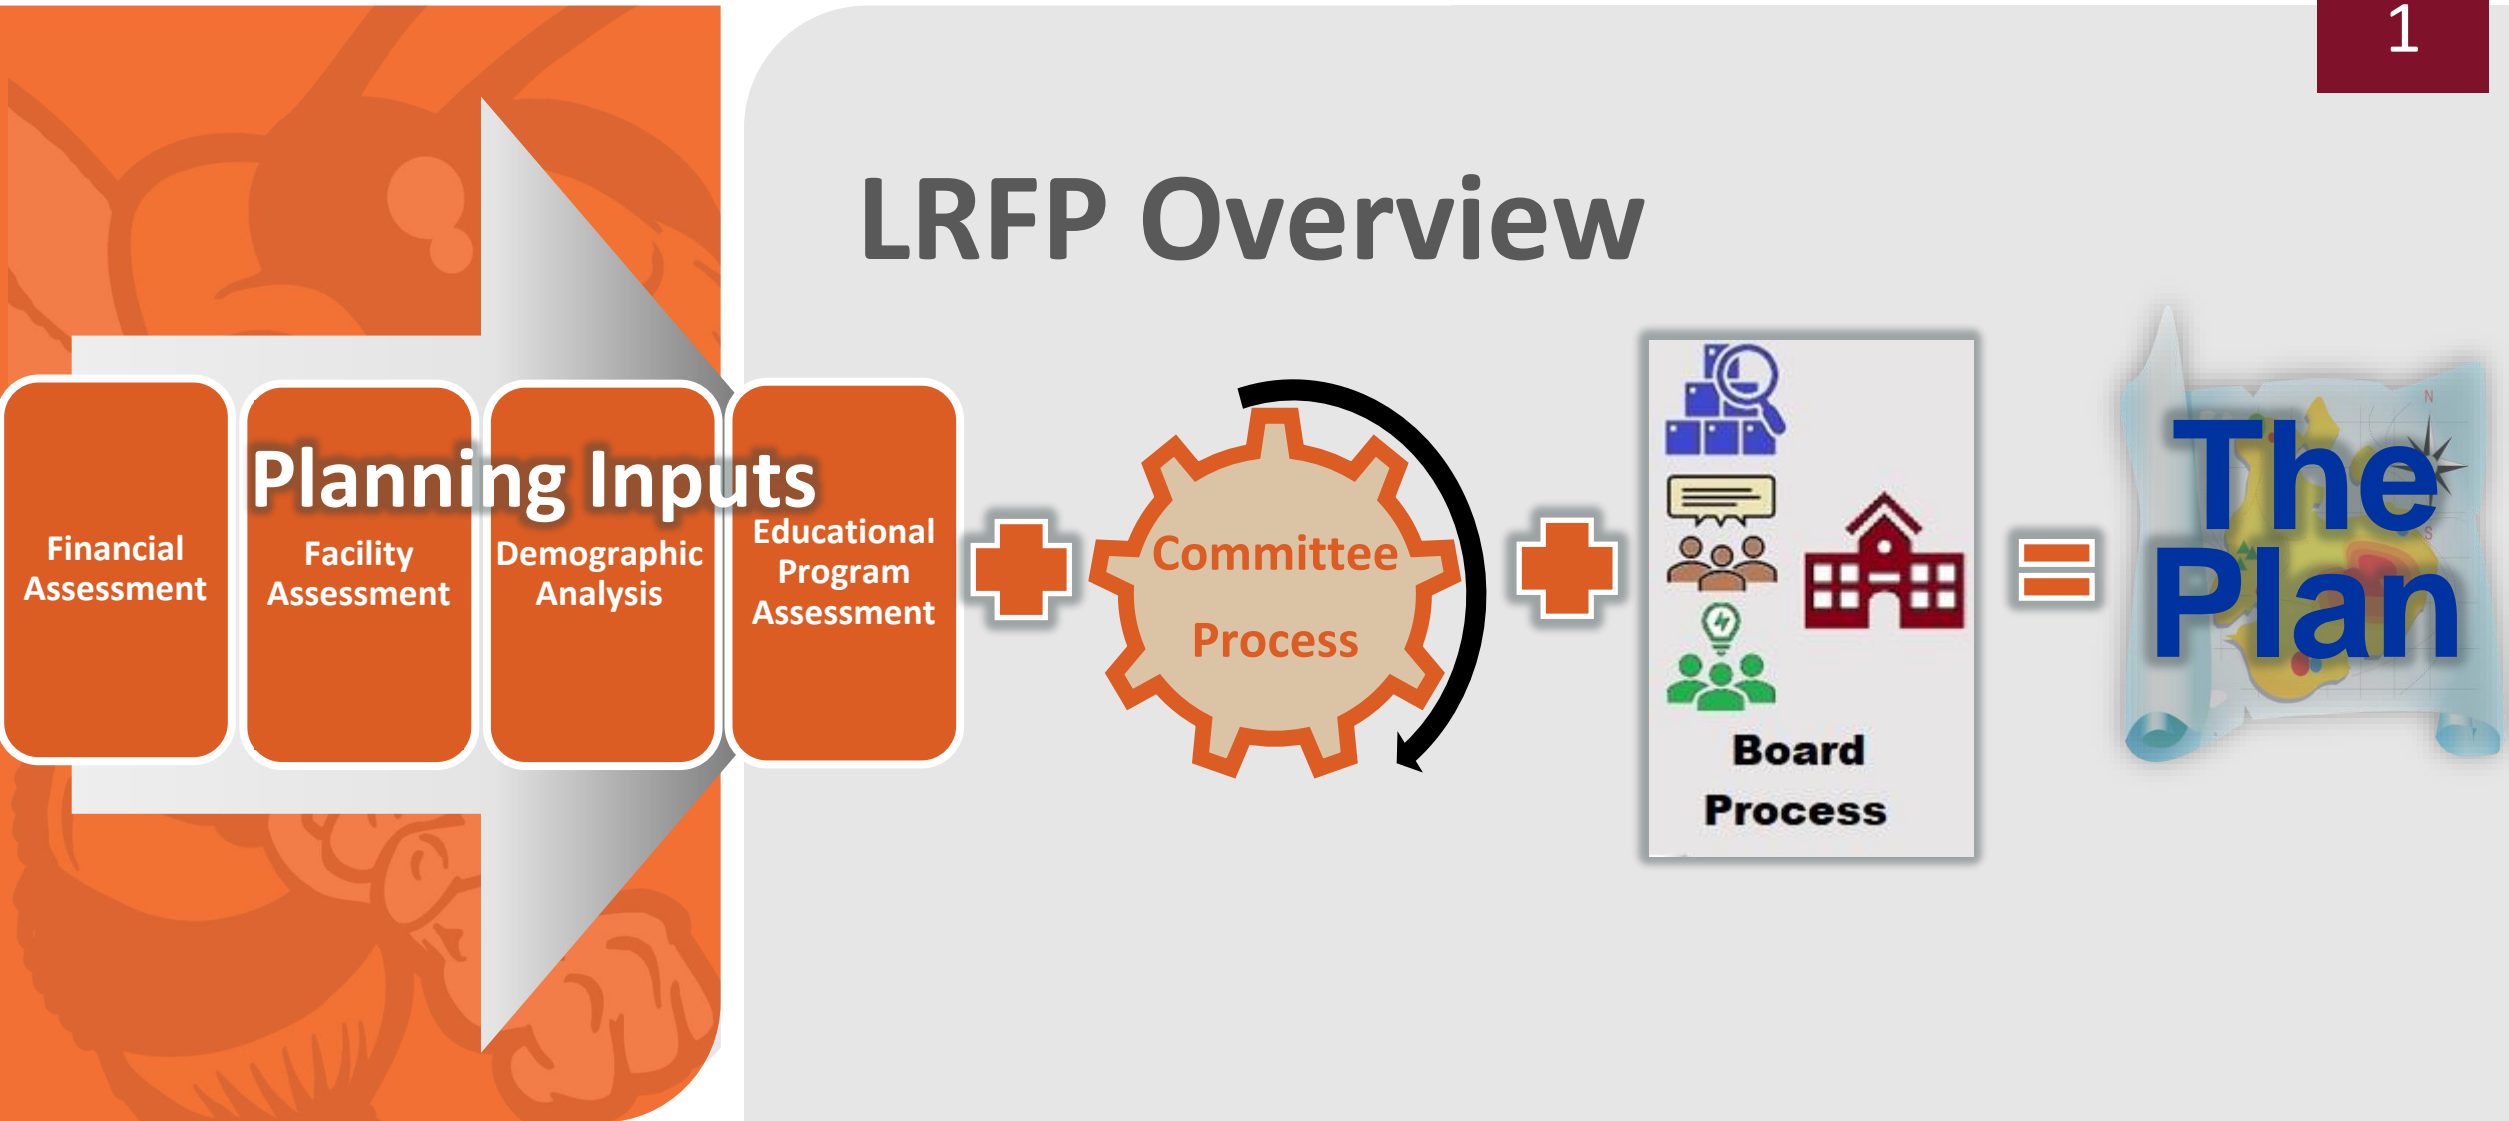 1
LRFP Overview
Planning Inputs
Financial
Assessment
Facility
Assessment
Demographic
Analysis
Educational
Program
Assessment
Committee
Process
Board
Process
N
S
The
Plan